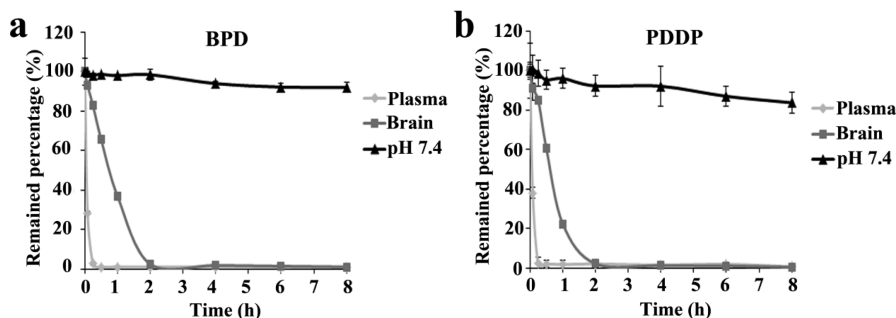 a
BPD
Remained percentage (%)
120
100
80
60
40
20
0
0 1 2 3 4 5 6 7 8
Time (h)
Plasma
Brain
pH 7.4
b
PDDP
Remained percentage (%)
120
100
80
60
40
20
0
0 1 2 3 4 5 6 7 8
Time (h)
Plasma
Brain
pH 7.4